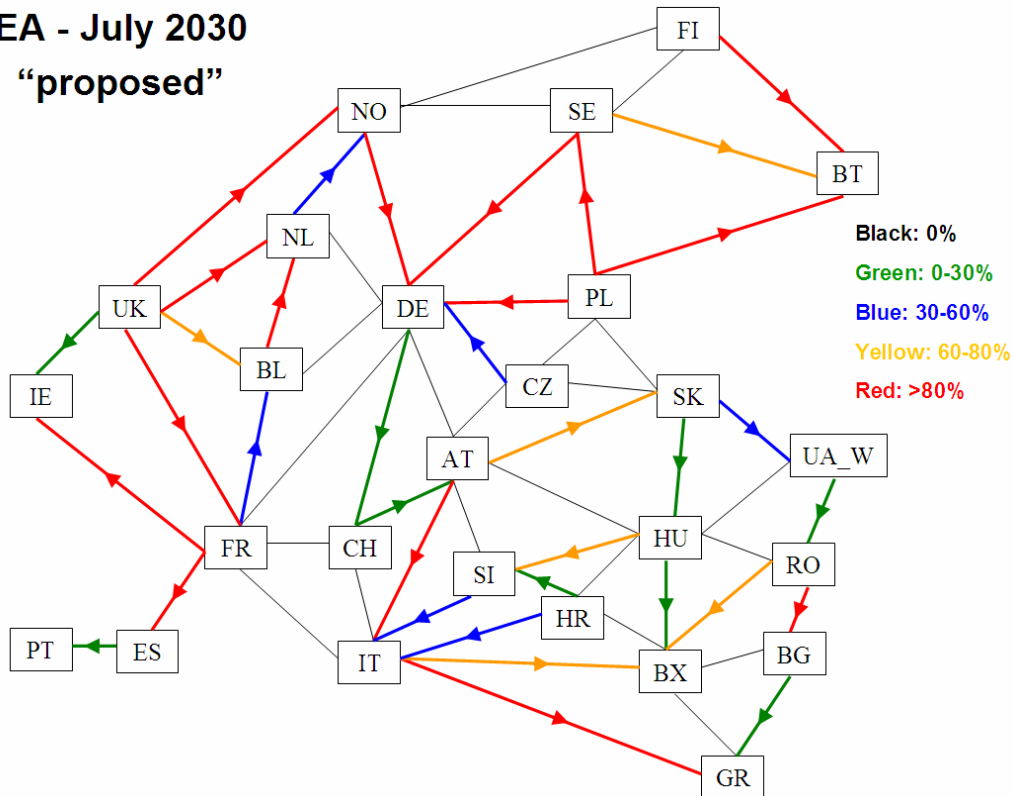 EA - July 2030
“proposed”
FI
NO
SE
BT
NL
Black: 0%
Green: 0-30%
Blue: 30-60%
Yellow: 60-80%
Red: >80%
UK
DE
PL
BL
IE
CZ
SK
AT
UA_W
FR
CH
HU
SI
RO
HR
PT
ES
IT
BX
BG
GR